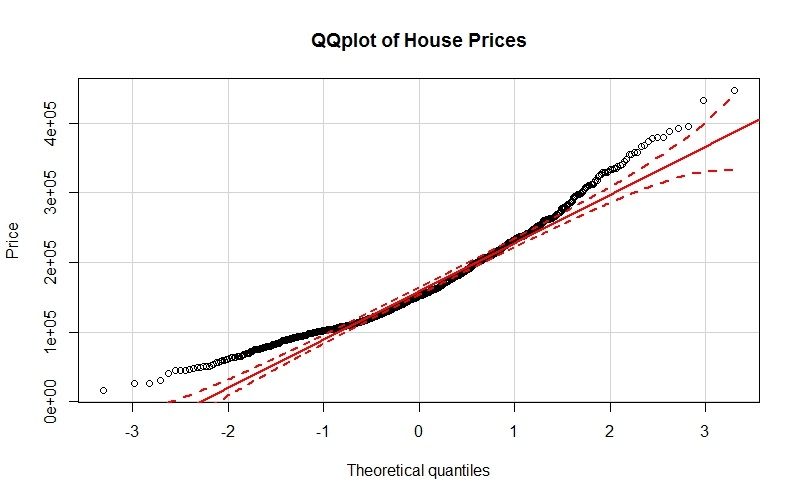 QQplot of House Prices
Price
4e+05
3e+05
2e+05
1e+05
0e+00
-3 -2 -1 0 1 2 3
Theoretical quantiles